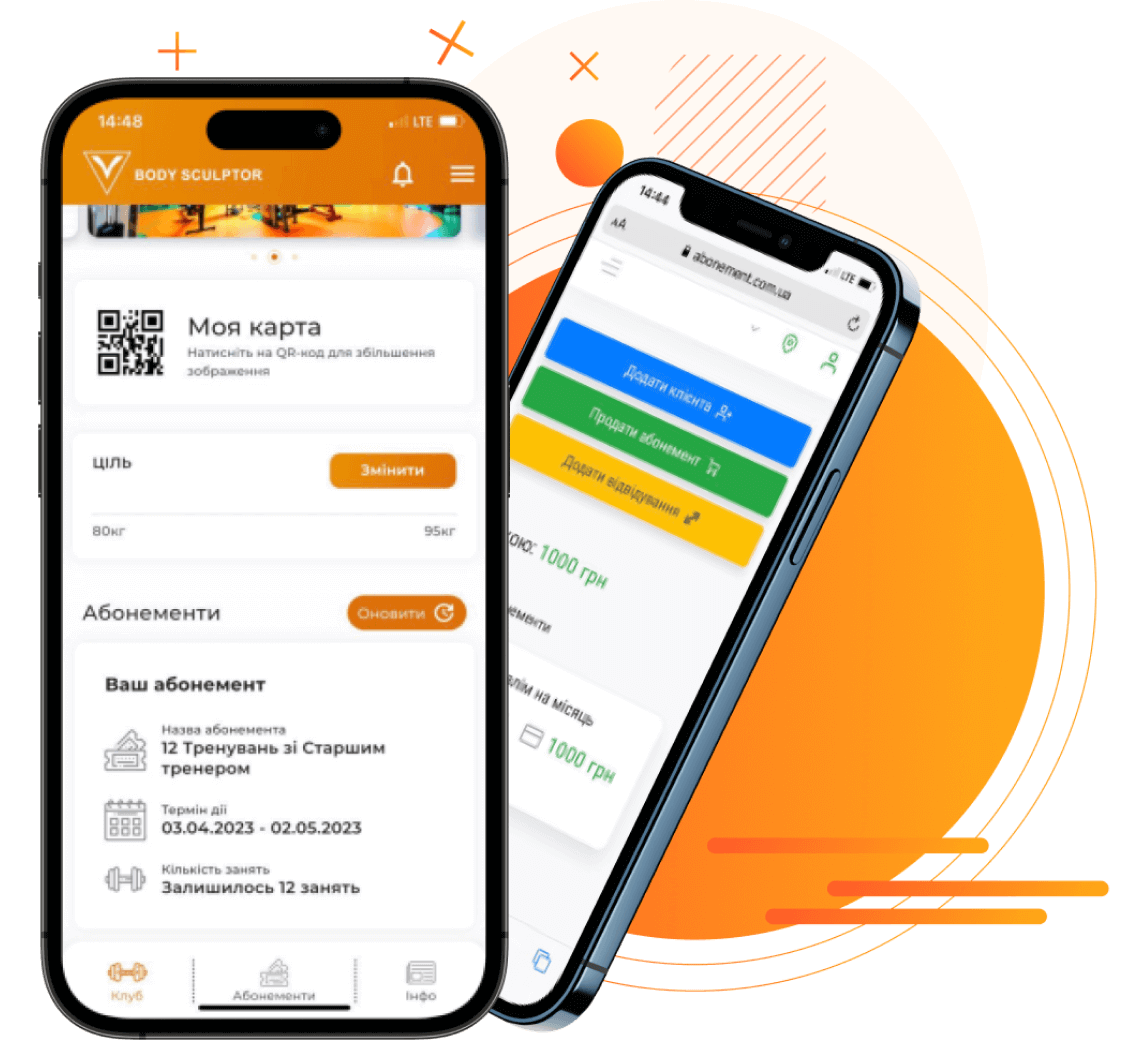 14:48
LTE
BODY SCULPTOR
Моя карта
Натисніть на QR-код для збільшення
зображення
ЦІЛЬ
Змінити
80кг
95кг
Абонементи
Оновити
Ваш абонемент
Назва абонемента
12 Тренувань зі Старшим
тренером
Термін дії
03.04.2023 - 02.05.2023
Кількість занять
Залишилось 12 занять
Клуб
Абонементи
Інфо
14:44
LTE
AA
abonement.com.ua
Додати клієнта
Продати абонемент
Додати відвідування
1000 грн
на місяць
1000 грн